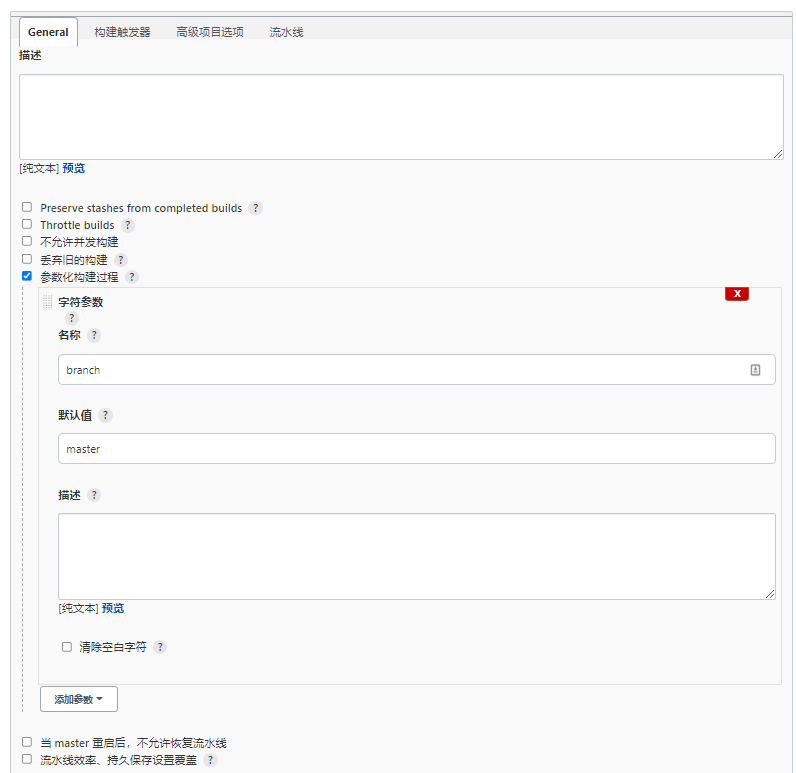 General 构建触发器 高级项目选项 流水线
描述
[纯文本] 预览
Preserve stashes from completed builds ?
Throttle builds ?
不允许并发构建
丢弃旧的构建 ?
参数化构建过程 ?
X
字符参数
?
名称 ?
branch
默认值 ?
master
描述 ?
[纯文本] 预览
清除空白字符 ?
添加参数
当 master 重启后，不允许恢复流水线
流水线效率、持久保存设置覆盖 ?